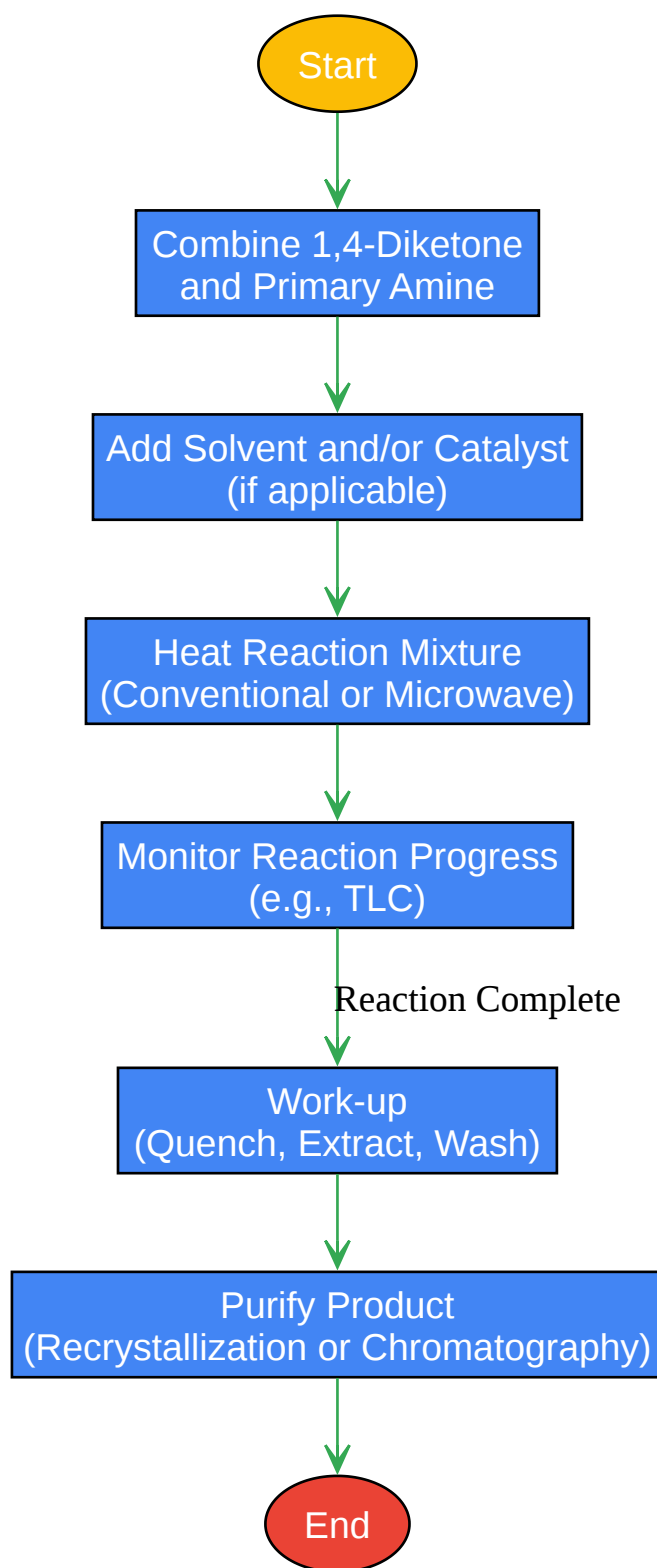 Start
Combine 1,4-Diketone
and Primary Amine
Add Solvent and/or Catalyst
(if applicable)
Heat Reaction Mixture
(Conventional or Microwave)
Monitor Reaction Progress
(e.g., TLC)
Reaction Complete
Work-up
(Quench, Extract, Wash)
Purify Product
(Recrystallization or Chromatography)
End